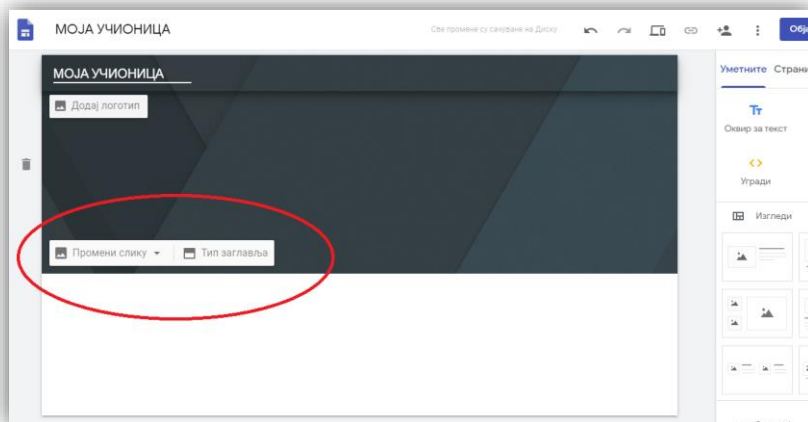 МОЈА УЧИОНИЦА
Све промене су сачуване на Диску
Обја
МОЈА УЧИОНИЦА
Додај логотип
Промени слику
Тип заглавља
Уметните Страни
Оквир за текст
Угради
Изгледи